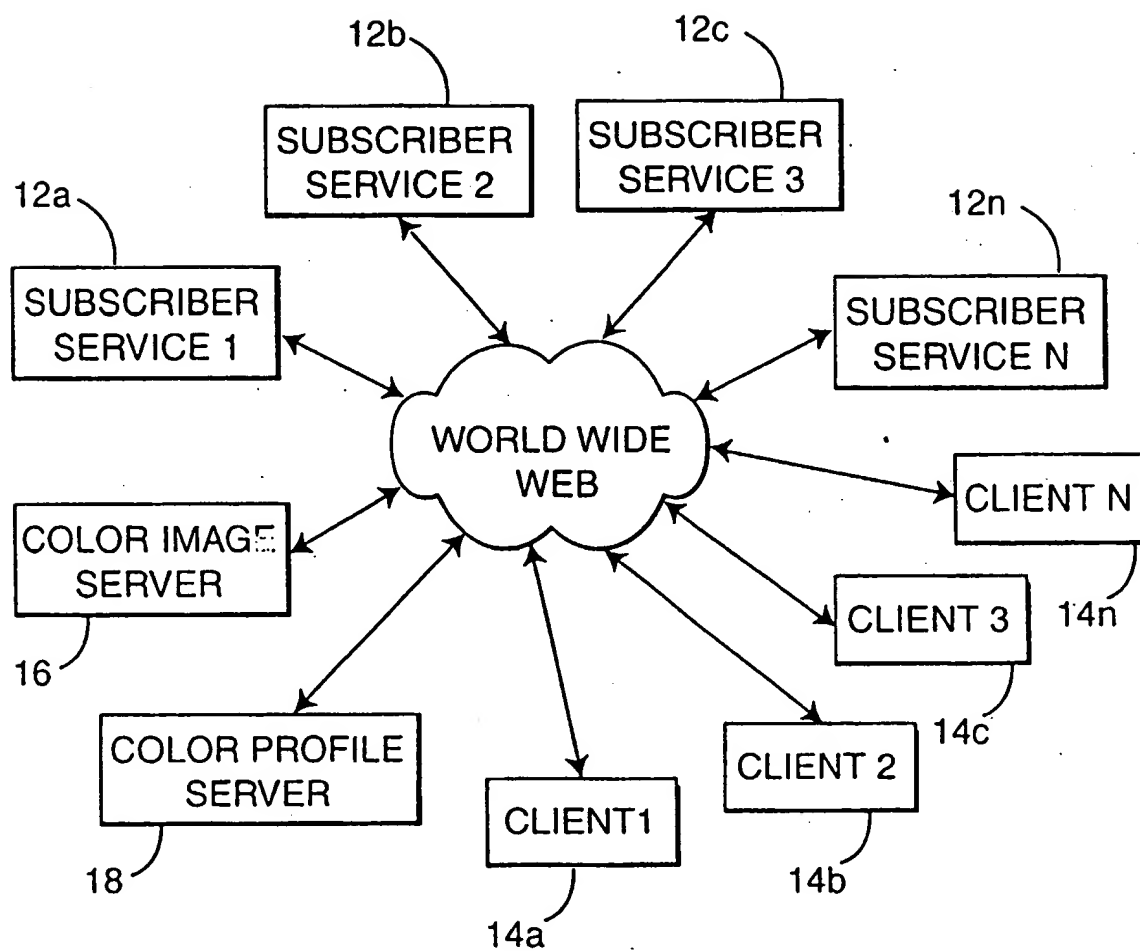 12b
12c
SUBSCRIBER
SERVICE 2
SUBSCRIBER
SERVICE 3
12a
12n
SUBSCRIBER
SERVICE 1
SUBSCRIBER
SERVICE N
WORLD WIDE
WEB
CLIENT N
14n
COLOR IMAGE
SERVER
16
CLIENT 3
14c
COLOR PROFILE
SERVER
18
CLIENT 2
14b
CLIENT1
14a